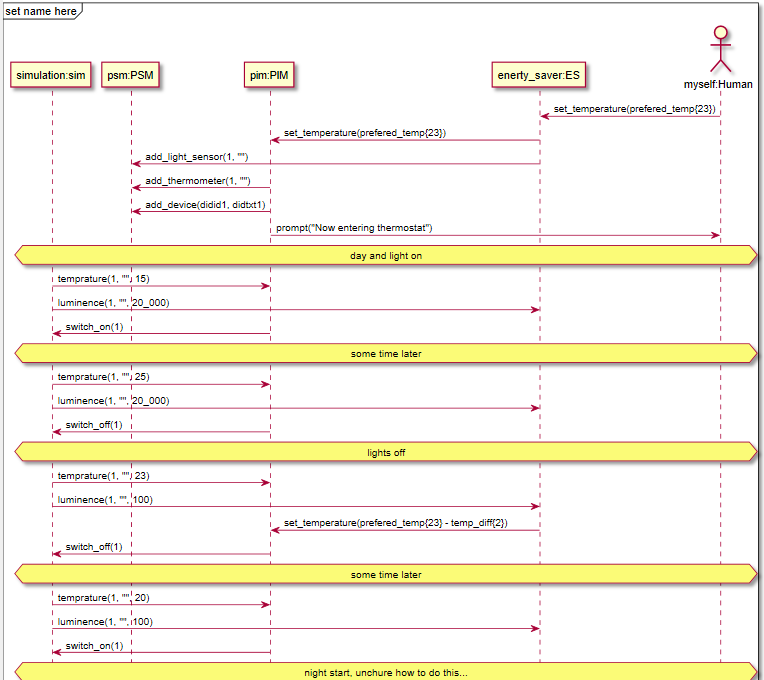 set name here
simulation:sim psm:PSM pim:PIM enerty_saver:ES
myself:Human
set_temperature(prefered_temp{23})
set_temperature(prefered_temp{23})
add_light_sensor(1, "")
add_thermometer(1, "")
add_device(didid1, didtxt1)
prompt("Now entering thermostat")
day and light on
temprature(1, "", 15)
luminence(1, "", 20_000)
switch_on(1)
some time later
temprature(1, "", 25)
luminence(1, "", 20_000)
switch_off(1)
lights off
temprature(1, "", 23)
luminence(1, "", 100)
set_temperature(prefered_temp{23} - temp_diff{2})
switch_off(1)
some time later
temprature(1, "", 20)
luminence(1, "", 100)
switch_on(1)
night start, unchure how to do this...